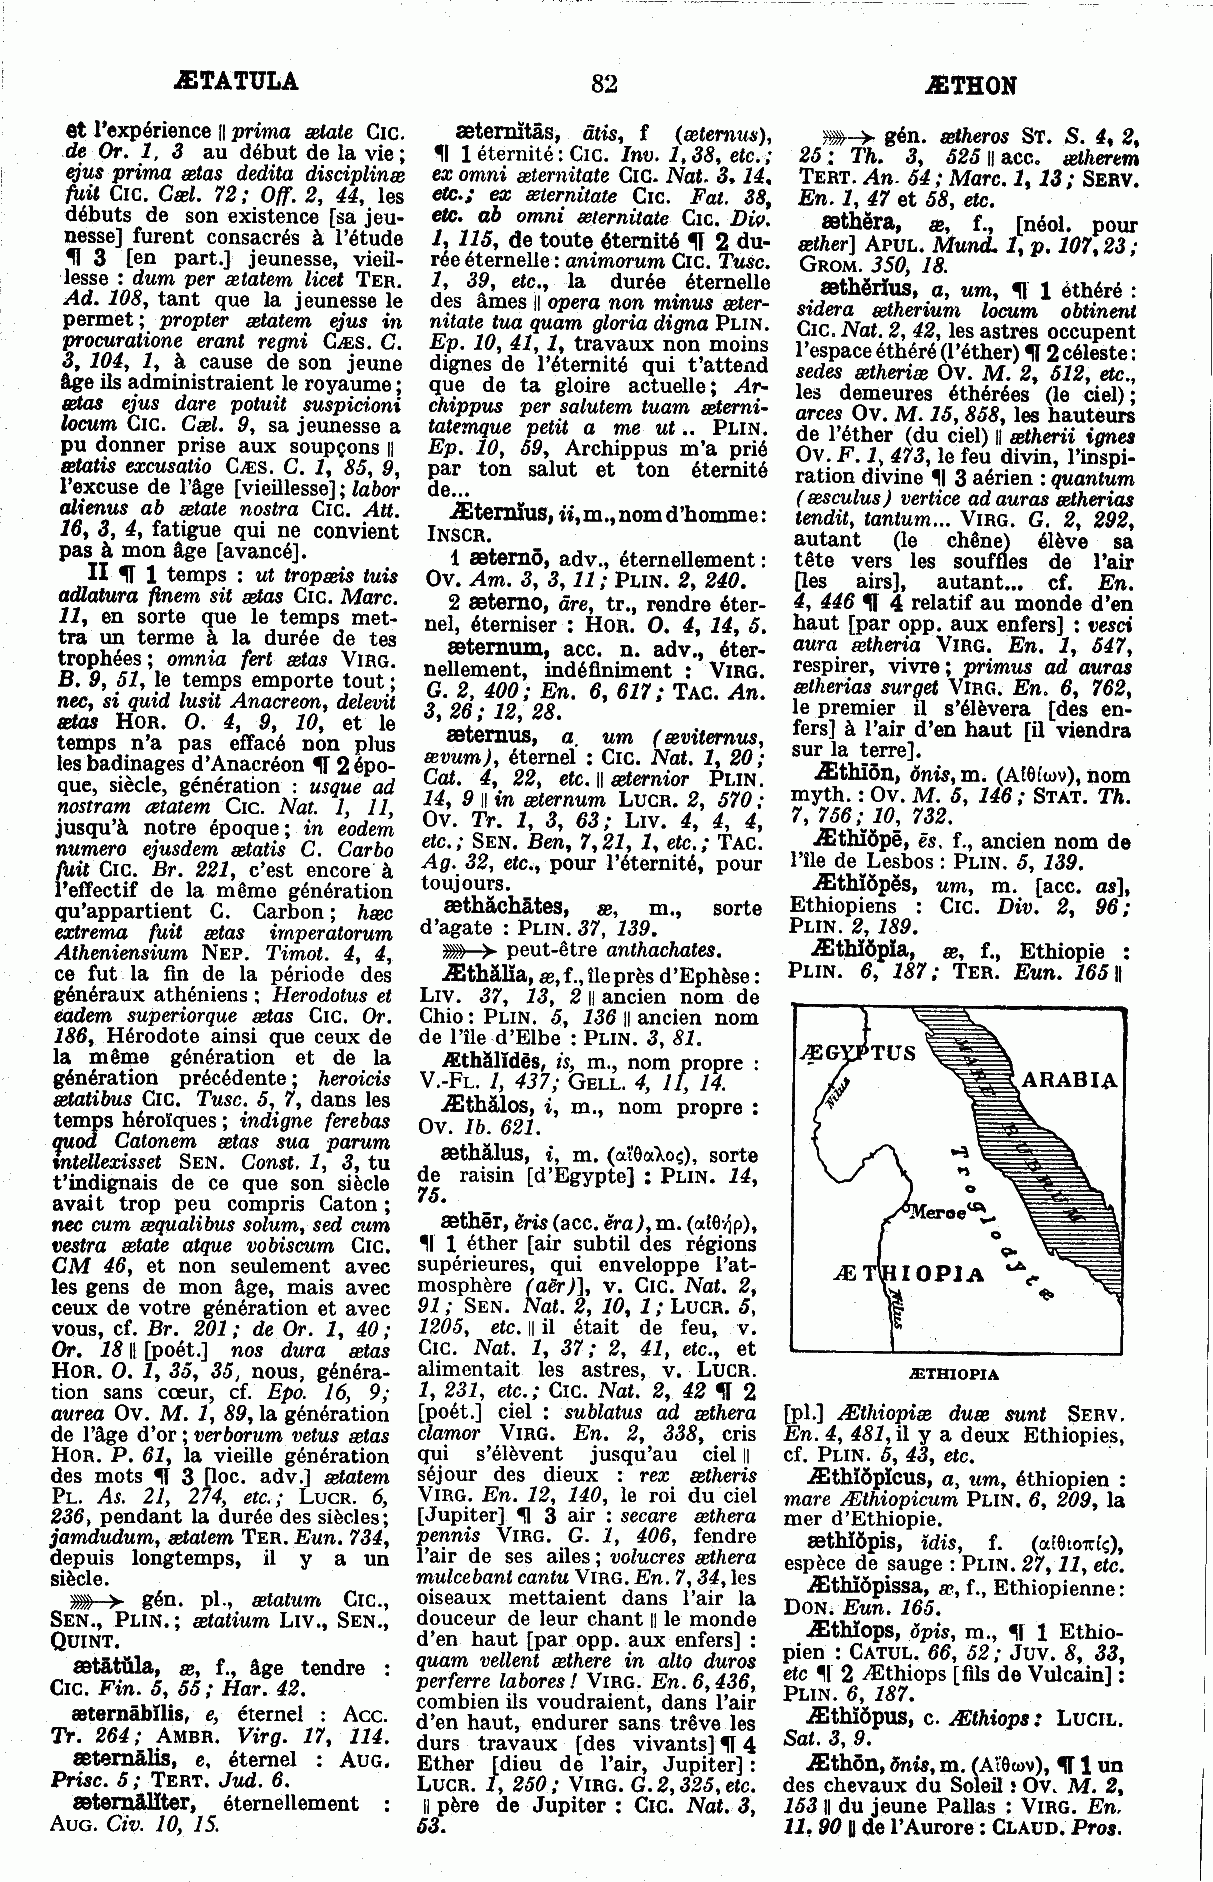 ÆTATULA 82 ÆTHON
et l'expérience || prima ætate CIC.
de Or. 1, 3 au début de la vie ;
ejus prima ætas dedita disciplinæ
fuit CIC. Cæl. 72 ; Off. 2, 44, les
débuts de son existence [sa jeu-
nesse] furent consacrés à l'étude
¶ 3 [en part.] jeunesse, vieil-
lesse : dum per ætatem licet TER.
Ad. 108, tant que la jeunesse le
permet ; propter ætatem ejus in
procuratione erant regni CÆS. C.
3, 104, 1, à cause de son jeune
âge ils administraient le royaume ;
ætas ejus dare potuit suspicioni
locum CIC. Cæl. 9, sa jeunesse a
pu donner prise aux soupçons ||
ætatis excusatio CÆS. C. 1, 85, 9,
l'excuse de l'âge [vieillesse] ; labor
alienus ab ætate nostra CIC. Att.
16, 3, 4, fatigue qui ne convient
pas à mon âge [avancé].
II ¶ 1 temps : ut tropæis tuis
adlatura finem sit ætas CIC. Marc.
11, en sorte que le temps met-
tra un terme à la durée de tes
trophées ; omnia fert ætas VIRG.
B. 9, 51, le temps emporte tout ;
nec, si quid lusit Anacreon, delevit
ætas HOR. O. 4, 9, 10, et le
temps n'a pas effacé non plus
les badinages d'Anacréon ¶ 2 épo-
que, siècle, génération : usque ad
nostram ætatem CIC. Nat. 1, 11,
jusqu'à notre époque ; in eodem
numero ejusdem ætatis C. Carbo
fuit CIC. Br. 221, c'est encore à
l'effectif de la même génération
qu'appartient C. Carbon ; hæc
extrema fuit ætas imperatorum
Atheniensium NEP. Timot. 4, 4,
ce fut la fin de la période des
généraux athéniens ; Herodotus et
eadem superiorque ætas CIC. Or.
186, Hérodote ainsi que ceux de
la même génération et de la
génération précédente ; heroicis
ætatibus CIC. Tusc. 5, 7, dans les
temps héroïques ; indigne ferebas
quod Catonem ætas sua parum
intellexisset SEN. Const. 1, 3, tu
t'indignais de ce que son siècle
avait trop peu compris Caton ;
nec cum æqualibus solum, sed cum
vestra ætate atque vobiscum CIC.
CM 46, et non seulement avec
les gens de mon âge, mais avec
ceux de votre génération et avec
vous, cf. Br. 201 ; de Or. 1, 40 ;
Or. 18 || [poét.] nos dura ætas
HOR. O. 1, 35, 35, nous, généra-
tion sans cœur, cf. Epo. 16, 9 ;
aurea OV. M. 1, 89, la génération
de l'âge d'or ; verborum vetus ætas
HOR. P. 61, la vieille génération
des mots ¶ 3 [loc. adv.] ætatem
PL. As. 21, 274, etc. ; LUCR. 6,
236, pendant la durée des siècles ;
jamdudum, ætatem TER. Eun. 734,
depuis longtemps, il y a un
siècle.
⟶ gén. pl., ætatum CIC.,
SEN., PLIN. ; ætatium LIV., SEN.,
QUINT.
ætātŭla, æ, f., âge tendre :
CIC. Fin. 5, 55 ; Har. 42.
æternābĭlis, e, éternel : ACC.
Tr. 264 ; AMBR. Virg. 17, 114.
æternālis, e, éternel : AUG.
Prisc. 5 ; TERT. Jud. 6.
æternālĭter, éternellement :
AUG. Civ. 10, 15.
æternĭtās, ātis, f (æternus),
¶ 1 éternité : CIC. Inv. 1, 38, etc. ;
ex omni æternitate CIC. Nat. 3, 14,
etc. ; ex æternitate CIC. Fat. 38,
etc. ab omni æternitate CIC. Div.
1, 115, de toute éternité ¶ 2 du-
rée éternelle : animorum CIC. Tusc.
1, 39, etc., la durée éternelle
des âmes || opera non minus æter-
nitate tua quam gloria digna PLIN.
Ep. 10, 41, 1, travaux non moins
dignes de l'éternité qui t'attend
que de ta gloire actuelle ; Ar-
chippus per salutem tuam æterni-
tatemque petit a me ut .. PLIN.
Ep. 10, 59, Archippus m'a prié
par ton salut et ton éternité
de...
Æternĭus, ii, m., nom d'homme :
INSCR.
1 æternō, adv., éternellement :
OV. Am. 3, 3, 11 ; PLIN. 2, 240.
2 æterno, āre, tr., rendre éter-
nel, éterniser : HOR. O. 4, 14, 5.
æternum, acc. n. adv., éter-
nellement, indéfiniment : VIRG.
G. 2, 400 ; En. 6, 617 ; TAC. An.
3, 26 ; 12, 28.
æternus, a, um (æviternus,
ævum), éternel : CIC. Nat. 1, 20 ;
Cat. 4, 22, etc. || æternior PLIN.
14, 9 || in æternum LUCR. 2, 570 ;
OV. Tr. 1, 3, 63 ; LIV. 4, 4, 4,
etc. ; SEN. Ben, 7, 21, 1, etc. ; TAC.
Ag. 32, etc., pour l'éternité, pour
toujours.
æthăchātes, æ, m., sorte
d'agate : PLIN. 37, 139.
⟶ peut-être anthachates.
Æthălĭa, æ, f., île près d'Ephèse :
LIV. 37, 13, 2 || ancien nom de
Chio : PLIN. 5, 136 || ancien nom
de l'île d'Elbe : PLIN. 3, 81.
Æthălĭdēs, is, m., nom propre :
V.-FL. 1, 437 ; GELL. 4, 11, 14.
Æthălos, i, m., nom propre :
OV. Ib. 621.
æthălus, i, m. (αἴθαλος), sorte
de raisin [d'Egypte] : PLIN. 14,
75.
æthēr, ĕris (acc. ĕra), m. (αἰθήρ),
¶ 1 éther [air subtil des régions
supérieures, qui enveloppe l'at-
mosphère (aër)], v. CIC. Nat. 2,
91 ; SEN. Nat. 2, 10, 1 ; LUCR. 5,
1205, etc. || il était de feu, v.
CIC. Nat. 1, 37 ; 2, 41, etc., et
alimentait les astres, v. LUCR.
1, 231, etc. ; CIC. Nat. 2, 42 ¶ 2
[poét.] ciel : sublatus ad æthera
clamor VIRG. En. 2, 338, cris
qui s'élèvent jusqu'au ciel ||
séjour des dieux : rex ætheris
VIRG. En. 12, 140, le roi du ciel
[Jupiter] ¶ 3 air : secare æthera
pennis VIRG. G. 1, 406, fendre
l'air de ses ailes ; volucres æthera
mulcebant cantu VIRG. En. 7, 34, les
oiseaux mettaient dans l'air la
douceur de leur chant || le monde
d'en haut [par opp. aux enfers] :
quam vellent æthere in alto duros
perferre labores ! VIRG. En. 6, 436,
combien ils voudraient, dans l'air
d'en haut, endurer sans trêve les
durs travaux [des vivants] ¶ 4
Ether [dieu de l'air, Jupiter] :
LUCR. 1, 250 ; VIRG. G. 2, 325, etc.
|| père de Jupiter : CIC. Nat. 3,
53.
⟶ gén. ætheros ST. S. 4, 2,
25 ; Th. 3, 525 || acc. ætherem
TERT. An. 54 ; Marc. 1, 13 ; SERV.
En. 1, 47 et 58, etc.
æthĕra, æ, f., [néol. pour
æther] APUL. Mund. 1, p. 107, 23 ;
GROM. 350, 18.
æthĕrĭus, a, um, ¶ 1 éthéré :
sidera ætherium locum obtinent
CIC. Nat. 2, 42, les astres occupent
l'espace éthéré (l'éther) ¶ 2 céleste :
sedes ætheriæ OV. M. 2, 512, etc.,
les demeures éthérées (le ciel) ;
arces OV. M. 15, 858, les hauteurs
de l'éther (du ciel) || ætherii ignes
OV. F. 1, 473, le feu divin, l'inspi-
ration divine ¶ 3 aérien : quantum
(æsculus) vertice ad auras ætherias
tendit, tantum... VIRG. G. 2, 292,
autant (le chêne) élève sa
tête vers les souffles de l'air
[les airs], autant... cf. En.
4, 446 ¶ 4 relatif au monde d'en
haut [par opp. aux enfers] : vesci
aura ætheria VIRG. En. 1, 547,
respirer, vivre ; primus ad auras
ætherias surget VIRG. En. 6, 762,
le premier il s'élèvera [des en-
fers] à l'air d'en haut [il viendra
sur la terre].
Æthĭōn, ŏnis, m. (Αἰθίων), nom
myth. : OV. M. 5, 146 ; STAT. Th.
7, 756 ; 10, 732.
Æthĭŏpē, ēs. f., ancien nom de
l'île de Lesbos : PLIN. 5, 139.
Æthĭŏpĕs, um, m. [acc. as],
Ethiopiens : CIC. Div. 2, 96 ;
PLIN. 2, 189.
Æthĭŏpĭa, æ, f., Ethiopie :
PLIN. 6, 187 ; TER. Eun. 165 ||
ÆGYPTUS
MARE RUBRUM
ARABIA
Nilus
Troglodytæ
Meroe
ÆTHIOPIA
Nilus
ÆTHIOPIA
[pl.] Æthiopiæ duæ sunt SERV.
En. 4, 481, il y a deux Ethiopies,
cf. PLIN. 5, 43, etc.
Æthĭŏpĭcus, a, um, éthiopien :
mare Æthiopicum PLIN. 6, 209, la
mer d'Ethiopie.
æthĭŏpis, ĭdis, f. (αἰθιοπίς),
espèce de sauge : PLIN. 27, 11, etc.
Æthĭŏpissa, æ, f., Ethiopienne :
DON. Eun. 165.
Æthĭops, ŏpis, m., ¶ 1 Ethio-
pien : CATUL. 66, 52 ; JUV. 8, 33,
etc ¶ 2 Æthiops [fils de Vulcain] :
PLIN. 6, 187.
Æthĭŏpus, c. Æthiops : LUCIL.
Sat. 3, 9.
Æthōn, ŏnis, m. (Αἴθων), ¶ 1 un
des chevaux du Soleil : OV. M. 2,
153 || du jeune Pallas : VIRG. En.
11, 90 || de l'Aurore : CLAUD. Pros.